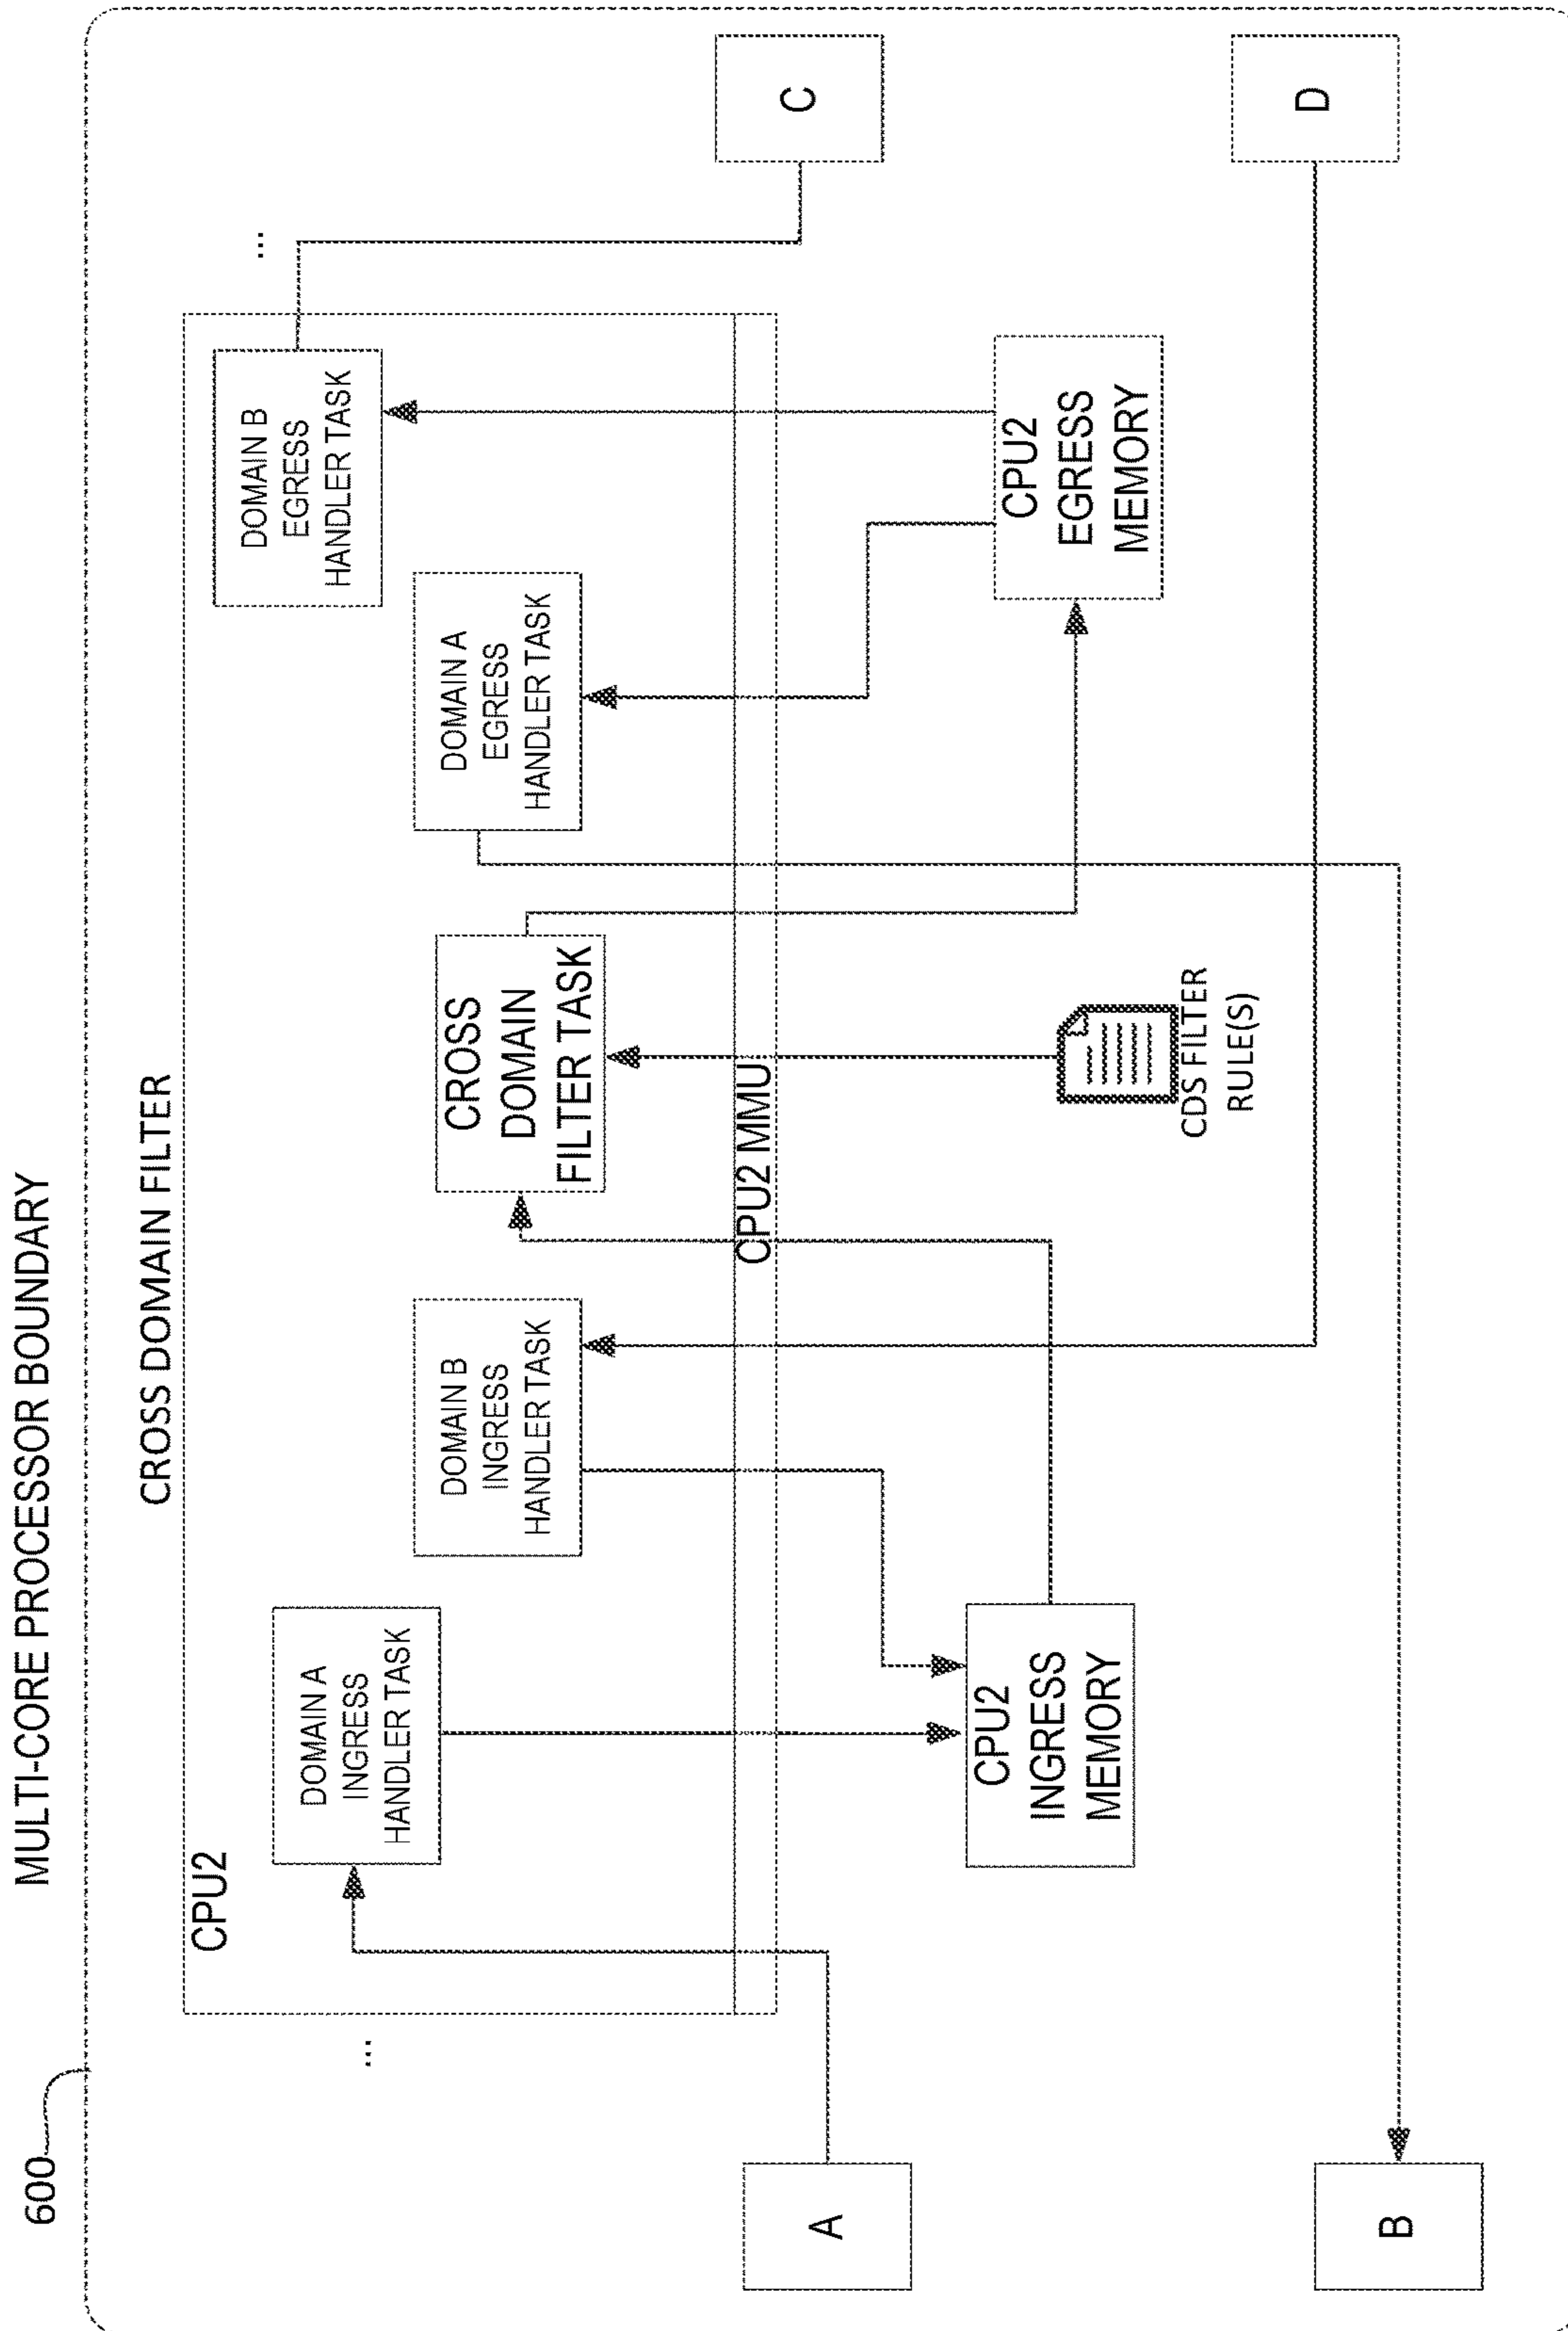 600
MULTI-CORE PROCESSOR BOUNDARY
CROSS DOMAIN FILTER
CPU2
...
DOMAIN A
INGRESS
HANDLER TASK
DOMAIN B
INGRESS
HANDLER TASK
CROSS
DOMAIN
FILTER TASK
DOMAIN A
EGRESS
HANDLER TASK
DOMAIN B
EGRESS
HANDLER TASK
...
CPU2 MMU
A
CPU2
INGRESS
MEMORY
CDS FILTER
RULE(S)
CPU2
EGRESS
MEMORY
C
B
D